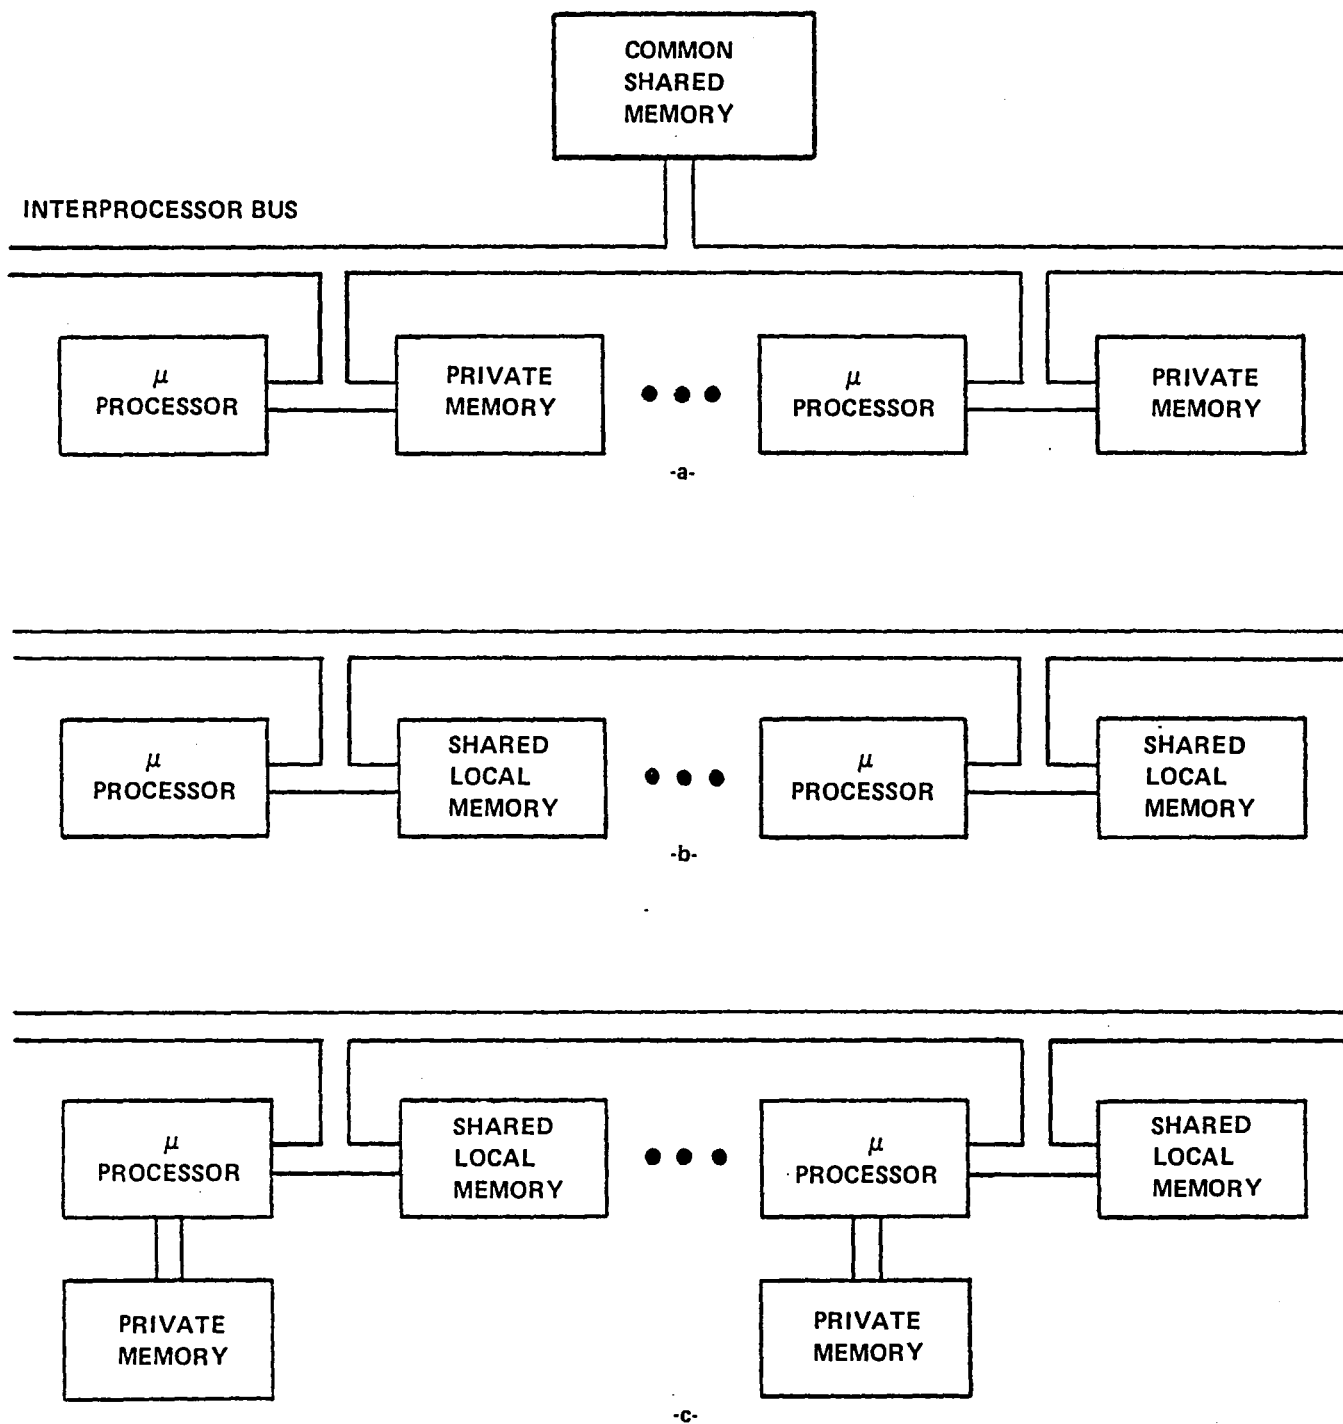 COMMON
SHARED
MEMORY
INTERPROCESSOR BUS
μ
PROCESSOR
PRIVATE
MEMORY
μ
PROCESSOR
PRIVATE
MEMORY
-a-
μ
PROCESSOR
SHARED
LOCAL
MEMORY
μ
PROCESSOR
SHARED
LOCAL
MEMORY
-b-
μ
PROCESSOR
SHARED
LOCAL
MEMORY
μ
PROCESSOR
SHARED
LOCAL
MEMORY
PRIVATE
MEMORY
PRIVATE
MEMORY
-c-